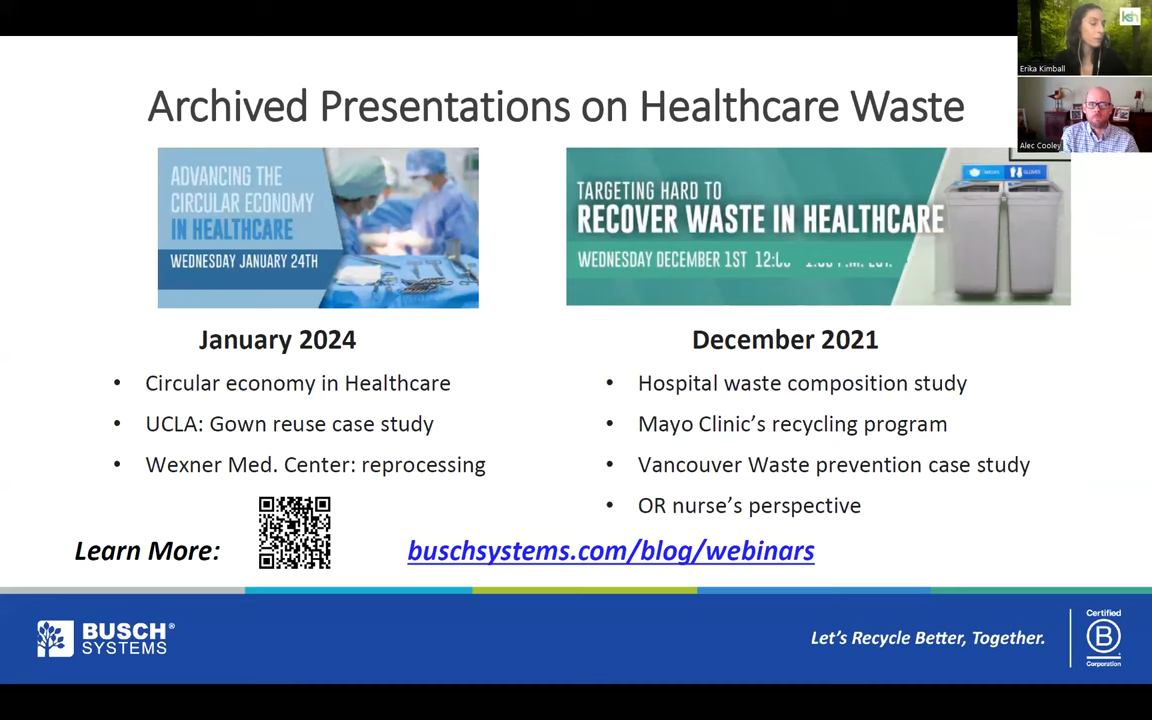 ksh
Erika Kimball
Alec Cooley
Archived Presentations on Healthcare Waste
ADVANCING THE
CIRCULAR ECONOMY
IN HEALTHCARE
WEDNESDAY JANUARY 24TH
TARGETING HARD TO
RECOVER WASTE IN HEALTHCARE
WEDNESDAY DECEMBER 1ST
MASKS
GLOVES
January 2024
• Circular economy in Healthcare
• UCLA: Gown reuse case study
• Wexner Med. Center: reprocessing
December 2021
• Hospital waste composition study
• Mayo Clinic's recycling program
• Vancouver Waste prevention case study
• OR nurse's perspective
Learn More:
buschsystems.com/blog/webinars
BUSCH®
SYSTEMS
Let's Recycle Better, Together.
Certified
B
Corporation